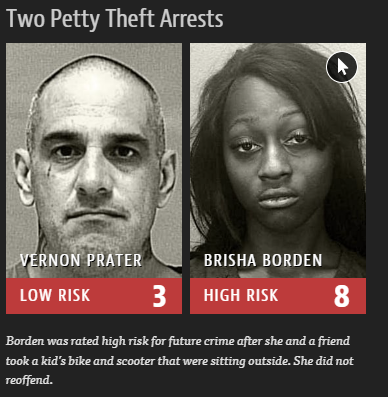 Two Petty Theft Arrests
VERNON PRATER
LOW RISK 3
BRISHA BORDEN
HIGH RISK 8
Borden was rated high risk for future crime after she and a friend
took a kid's bike and scooter that were sitting outside. She did not
reoffend.